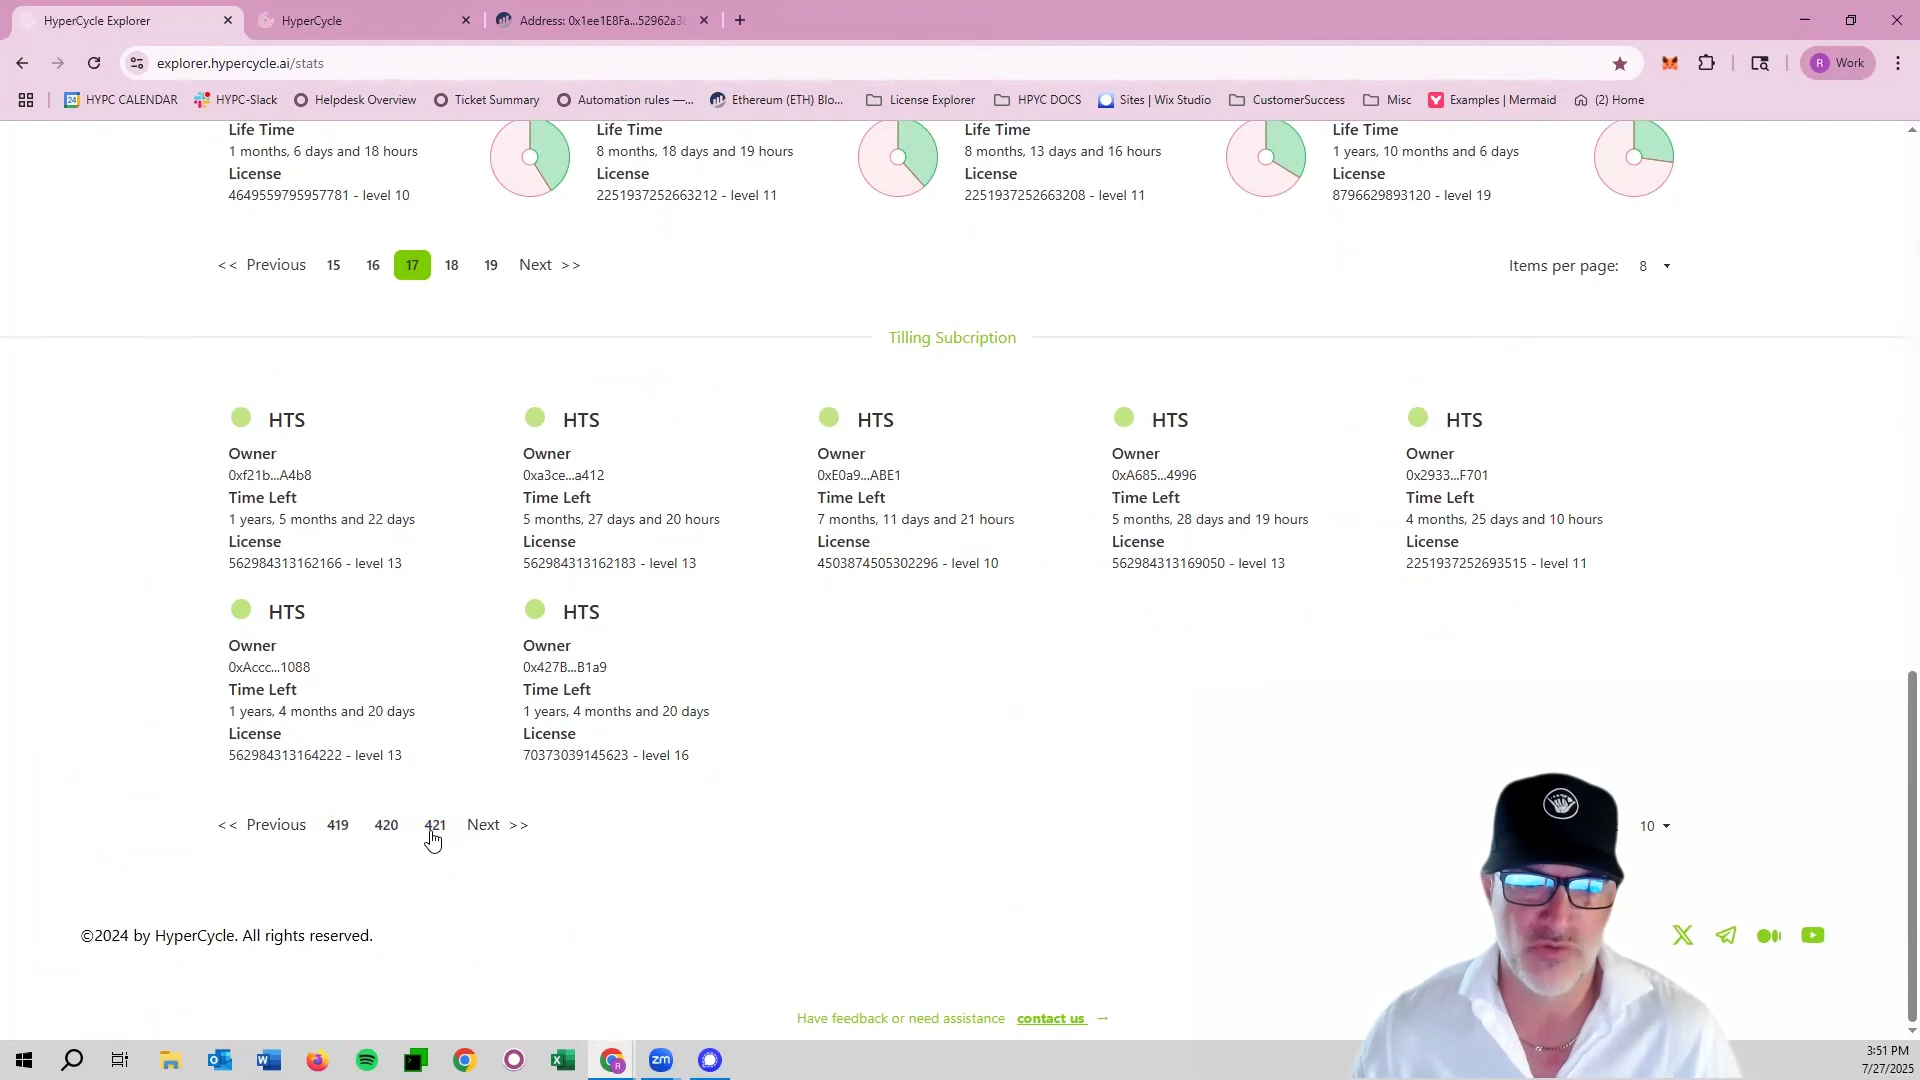 HyperCycle Explorer
HyperCycle
Address: 0x1ee1E8Fa...52962a3
explorer.hypercycle.ai/stats
R Work
HYPC CALENDAR
HYPC-Slack
Helpdesk Overview
Ticket Summary
Automation rules —...
Ethereum (ETH) Blo...
License Explorer
HPYC DOCS
Sites | Wix Studio
CustomerSuccess
Misc
Examples | Mermaid
(2) Home
Life Time
1 months, 6 days and 18 hours
License
4649559795957781 - level 10
Life Time
8 months, 18 days and 19 hours
License
2251937252663212 - level 11
Life Time
8 months, 13 days and 16 hours
License
2251937252663208 - level 11
Life Time
1 years, 10 months and 6 days
License
8796629893120 - level 19
<< Previous 15 16 17 18 19 Next >>
Items per page: 8
Tilling Subcription
HTS
Owner
0xf21b...A4b8
Time Left
1 years, 5 months and 22 days
License
562984313162166 - level 13
HTS
Owner
0xa3ce...a412
Time Left
5 months, 27 days and 20 hours
License
562984313162183 - level 13
HTS
Owner
0xE0a9...ABE1
Time Left
7 months, 11 days and 21 hours
License
4503874505302296 - level 10
HTS
Owner
0xA685...4996
Time Left
5 months, 28 days and 19 hours
License
562984313169050 - level 13
HTS
Owner
0x2933...F701
Time Left
4 months, 25 days and 10 hours
License
2251937252693515 - level 11
HTS
Owner
0xAccc...1088
Time Left
1 years, 4 months and 20 days
License
562984313164222 - level 13
HTS
Owner
0x427B...B1a9
Time Left
1 years, 4 months and 20 days
License
70373039145623 - level 16
<< Previous 419 420 421 Next >>
10
©2024 by HyperCycle. All rights reserved.
Have feedback or need assistance contact us →
zm
3:51 PM
7/27/2025